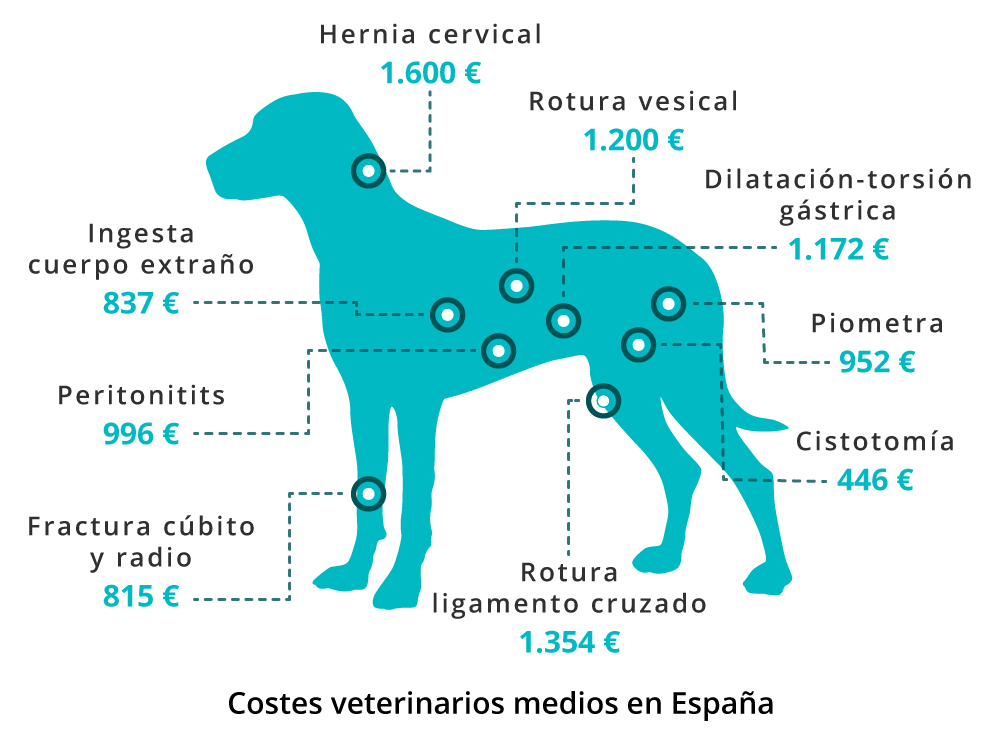 Hernia cervical
1.600 €
Rotura vesical
1.200 €
Dilatación-torsión
gástrica
1.172 €
Ingesta
cuerpo extraño
837 €
Piometra
952 €
Peritonitits
996 €
Cistotomía
446 €
Fractura cúbito
y radio
815 €
Rotura
ligamento cruzado
1.354 €
Costes veterinarios medios en España